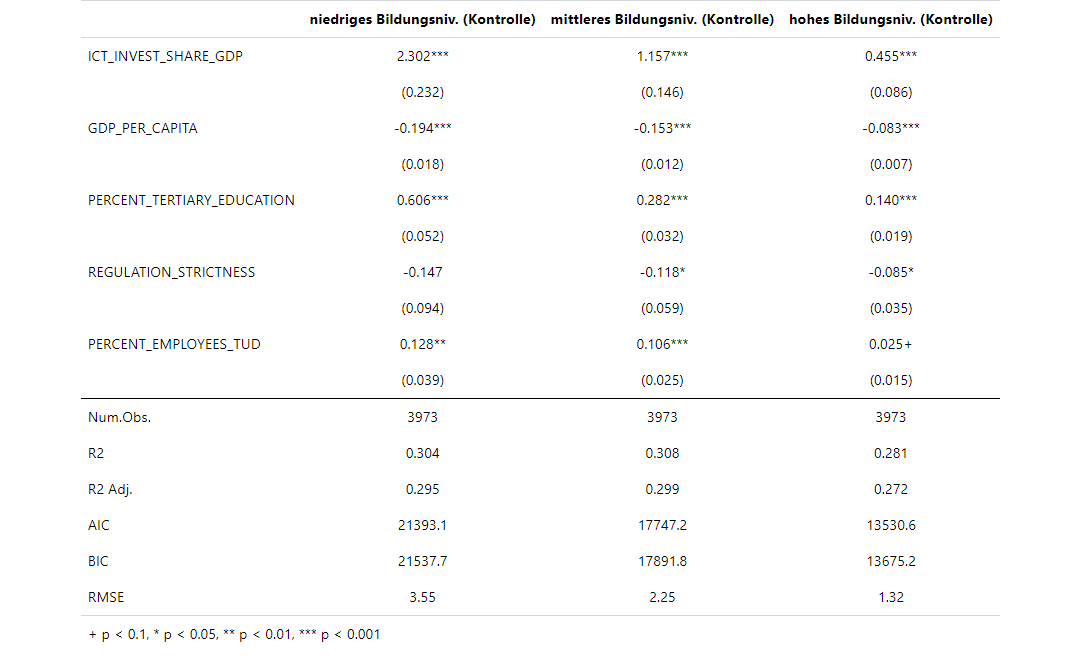 niedriges Bildungsniv. (Kontrolle) mittleres Bildungsniv. (Kontrolle) hohes Bildungsniv. (Kontrolle)
ICT_INVEST_SHARE_GDP 2.302*** 1.157*** 0.455***
(0.232) (0.146) (0.086)
GDP_PER_CAPITA -0.194*** -0.153*** -0.083***
(0.018) (0.012) (0.007)
PERCENT_TERTIARY_EDUCATION 0.606*** 0.282*** 0.140***
(0.052) (0.032) (0.019)
REGULATION_STRICTNESS -0.147 -0.118* -0.085*
(0.094) (0.059) (0.035)
PERCENT_EMPLOYEES_TUD 0.128** 0.106*** 0.025+
(0.039) (0.025) (0.015)
Num.Obs. 3973 3973 3973
R2 0.304 0.308 0.281
R2 Adj. 0.295 0.299 0.272
AIC 21393.1 17747.2 13530.6
BIC 21537.7 17891.8 13675.2
RMSE 3.55 2.25 1.32
+ p < 0.1, * p < 0.05, ** p < 0.01, *** p < 0.001